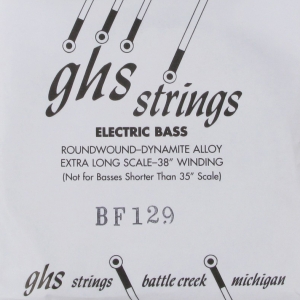 ghs strings
ELECTRIC BASS
ROUNDWOUND–DYNAMITE ALLOY
EXTRA LONG SCALE–38" WINDING
(Not for Basses Shorter Than 35" Scale)
BF129
ghs strings battle creek michigan